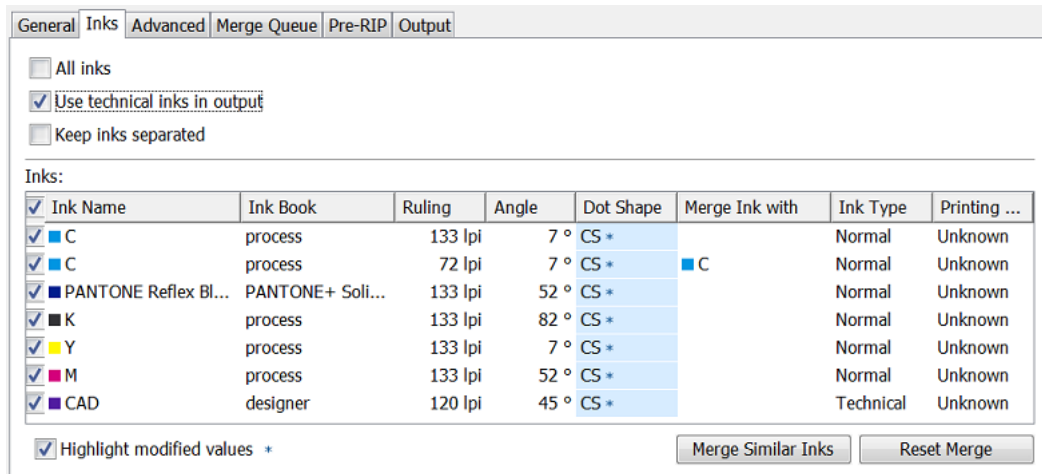 General Inks Advanced Merge Queue Pre-RIP Output
All inks
Use technical inks in output
Keep inks separated
Inks:
Ink Name Ink Book Ruling Angle Dot Shape Merge Ink with Ink Type Printing ...
C process 133 lpi 7 ° CS * Normal Unknown
C process 72 lpi 7 ° CS * C Normal Unknown
PANTONE Reflex Bl... PANTONE+ Soli... 133 lpi 52 ° CS * Normal Unknown
K process 133 lpi 82 ° CS * Normal Unknown
Y process 133 lpi 7 ° CS * Normal Unknown
M process 133 lpi 52 ° CS * Normal Unknown
CAD designer 120 lpi 45 ° CS * Technical Unknown
Highlight modified values * Merge Similar Inks Reset Merge